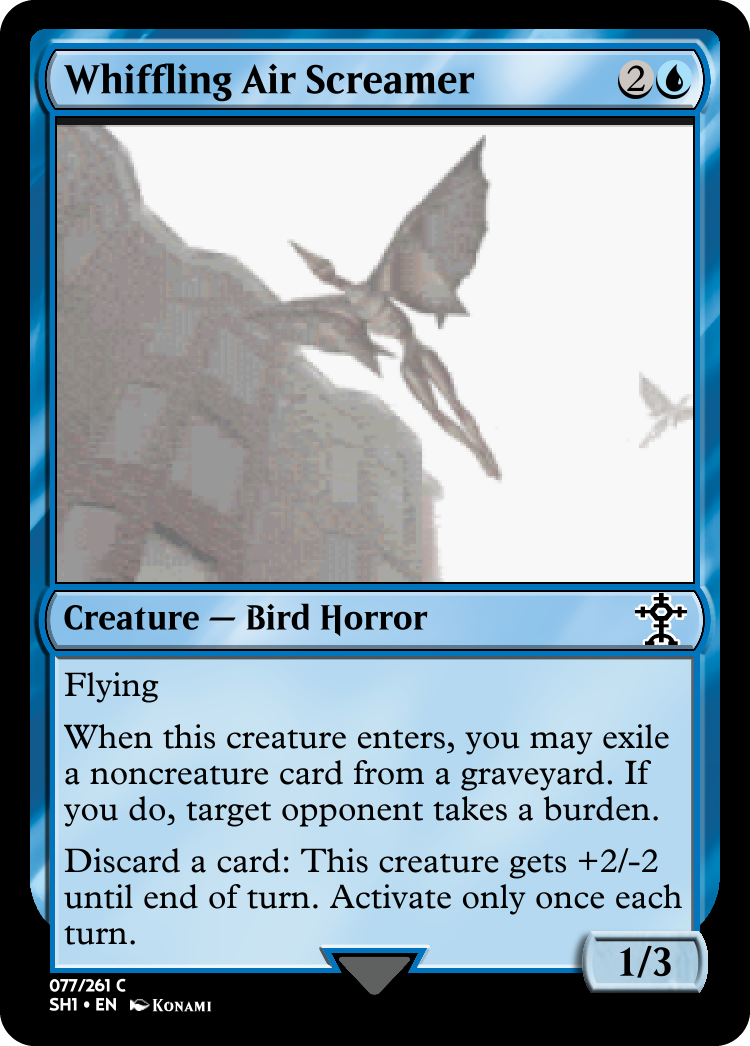 Whiffling Air Screamer 2
Creature — Bird Horror
Flying
When this creature enters, you may exile
a noncreature card from a graveyard. If
you do, target opponent takes a burden.
Discard a card: This creature gets +2/-2
until end of turn. Activate only once each
turn.
1/3
077/261 C
SH1 • EN KONAMI